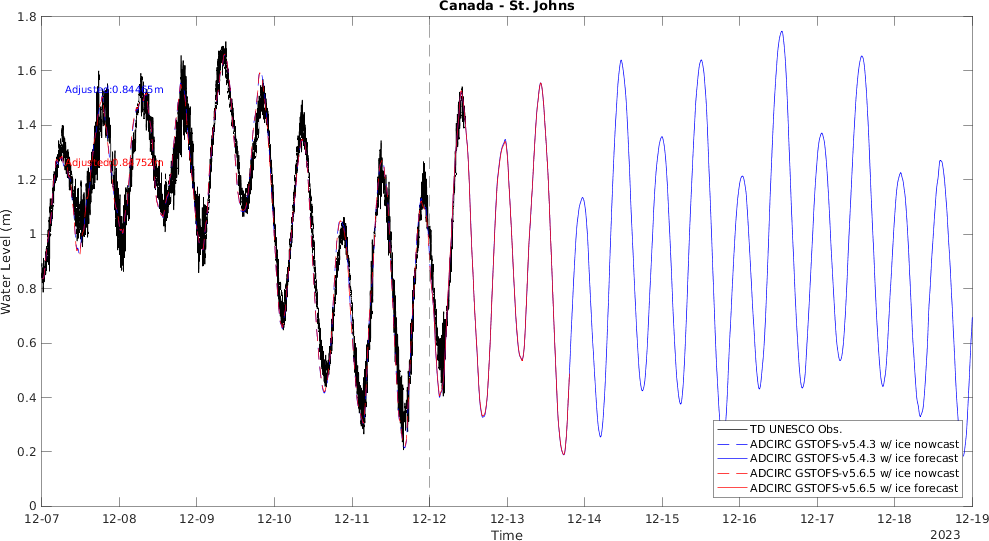 Canada - St. Johns
Water Level (m)
1.8
1.6
1.4
1.2
1
0.8
0.6
0.4
0.2
0
Adjusted:0.84465m
TD UNESCO Obs.
ADCIRC GSTOFS-v5.4.3 w/ ice nowcast
ADCIRC GSTOFS-v5.4.3 w/ ice forecast
ADCIRC GSTOFS-v5.6.5 w/ ice nowcast
ADCIRC GSTOFS-v5.6.5 w/ ice forecast
12-07 12-08 12-09 12-10 12-11 12-12 12-13 12-14 12-15 12-16 12-17 12-18 12-19
Time
2023